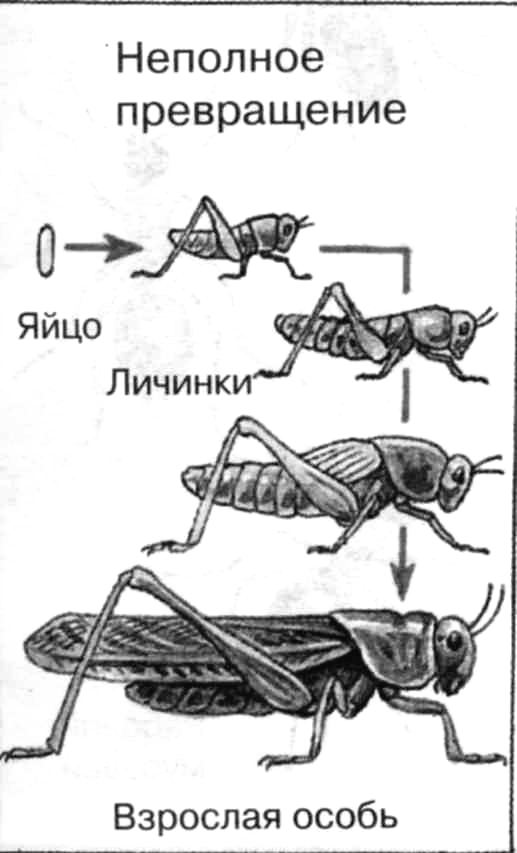 Неполное
превращение
Яйцо
Личинки
Взрослая особь